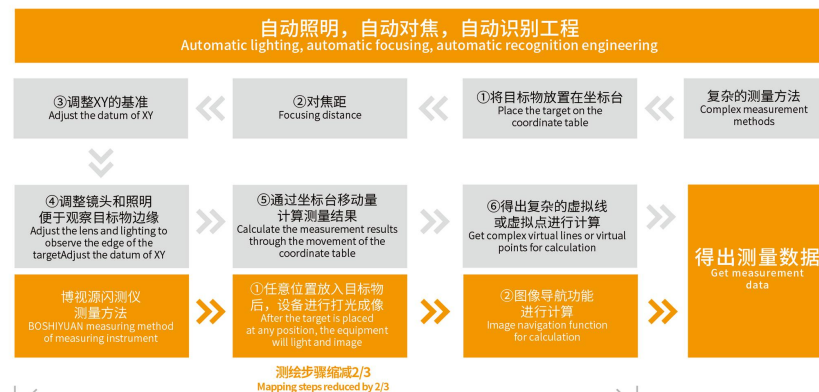 自动照明，自动对焦，自动识别工程
Automatic lighting, automatic focusing, automatic recognition engineering
③调整XY的基准
Adjust the datum of XY
②对焦距
Focusing distance
①将目标物放置在坐标台
Place the target on the
coordinate table
复杂的测量方法
Complex measurement
methods
④调整镜头和照明
便于观察目标物边缘
Adjust the lens and lighting to
observe the edge of the
targetAdjust the datum of XY
⑤通过坐标台移动量
计算测量结果
Calculate the measurement results
through the movement of the
coordinate table
⑥得出复杂的虚拟线
或虚拟点进行计算
Get complex virtual lines or virtual
points for calculation
得出测量数据
Get measurement
data
博视源闪测仪
测量方法
BOSHIYUAN measuring method
of measuring instrument
①任意位置放入目标物
后，设备进行打光成像
After the target is placed
at any position, the equipment
will light and image
②图像导航功能
进行计算
Image navigation function
for calculation
测绘步骤缩减2/3
Mapping steps reduced by 2/3